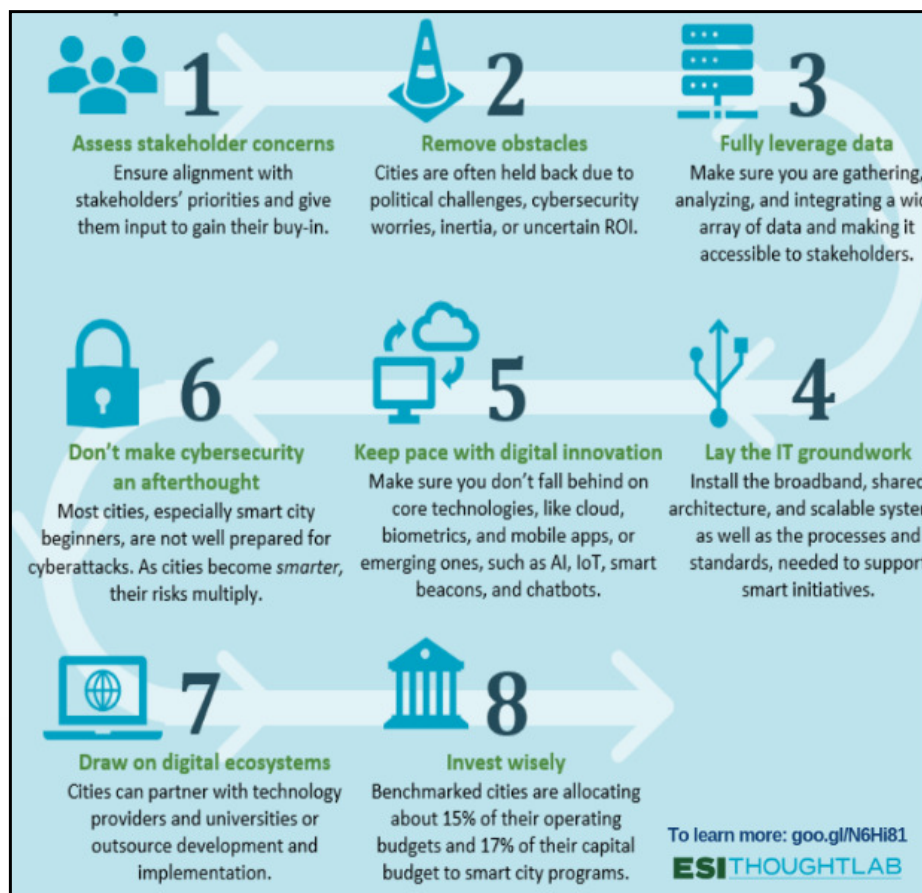 1
Assess stakeholder concerns
Ensure alignment with
stakeholders' priorities and give
them input to gain their buy-in.
2
Remove obstacles
Cities are often held back due to
political challenges, cybersecurity
worries, inertia, or uncertain ROI.
3
Fully leverage data
Make sure you are gathering,
analyzing, and integrating a
array of data and making it
accessible to stakeholders.
4
Lay the IT groundwork
Install the broadband, shared
architecture, and scalable
as well as the processes and
standards, needed to support
smart initiatives.
5
Keep pace with digital innovation
Make sure you don't fall behind on
core technologies, like cloud,
biometrics, and mobile apps, or
emerging ones, such as AI, IoT, smart
beacons, and chatbots.
6
Don't make cybersecurity
an afterthought
Most cities, especially smart city
beginners, are not well prepared for
cyberattacks. As cities become smarter,
their risks multiply.
7
Draw on digital ecosystems
Cities can partner with technology
providers and universities or
outsource development and
implementation.
8
Invest wisely
Benchmarked cities are allocating
about 15% of their operating
budgets and 17% of their capital
budget to smart city programs.
To learn more: goo.gl/N6Hi81
ESITHOUGHTLAB